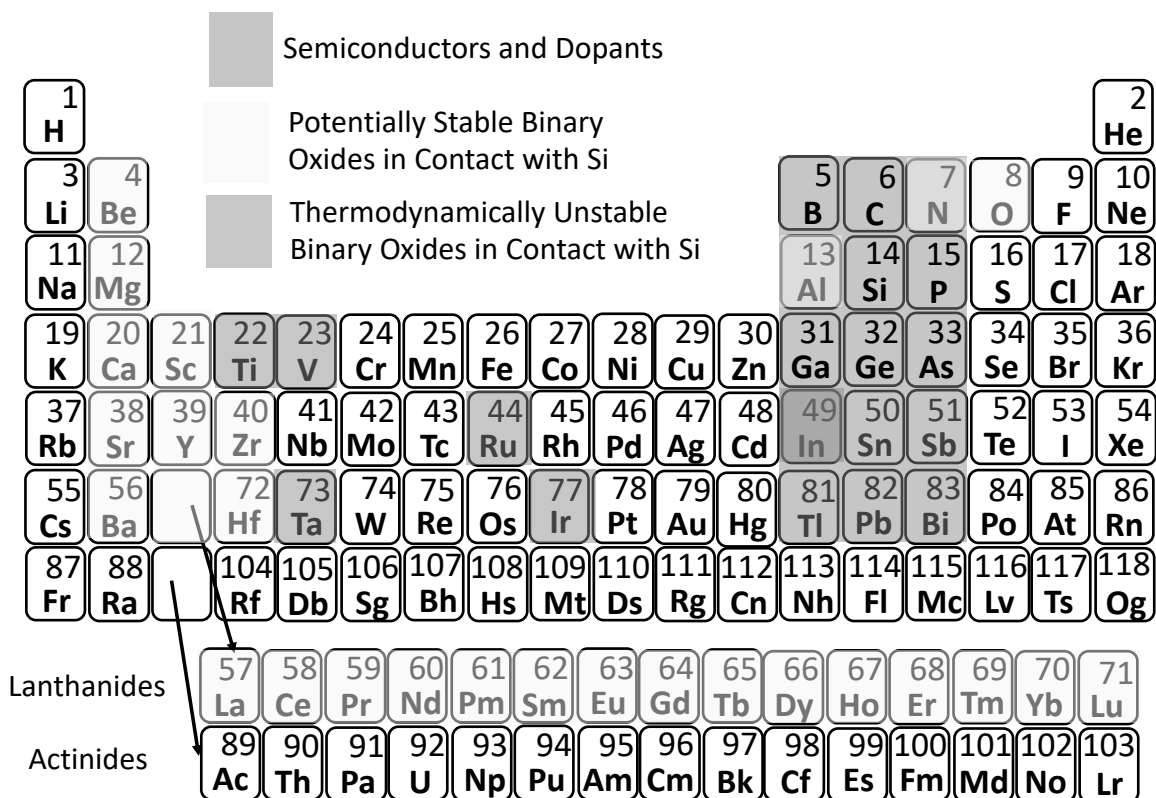 Semiconductors and Dopants
Potentially Stable Binary
Oxides in Contact with Si
Thermodynamically Unstable
Binary Oxides in Contact with Si
1 2
H He
3 4 5 6 7 8 9 10
Li Be B C N O F Ne
11 12 13 14 15 16 17 18
Na Mg Al Si P S Cl Ar
19 20 21 22 23 24 25 26 27 28 29 30 31 32 33 34 35 36
K Ca Sc Ti V Cr Mn Fe Co Ni Cu Zn Ga Ge As Se Br Kr
37 38 39 40 41 42 43 44 45 46 47 48 49 50 51 52 53 54
Rb Sr Y Zr Nb Mo Tc Ru Rh Pd Ag Cd In Sn Sb Te I Xe
55 56 72 73 74 75 76 77 78 79 80 81 82 83 84 85 86
Cs Ba Hf Ta W Re Os Ir Pt Au Hg Tl Pb Bi Po At Rn
87 88 104 105 106 107 108 109 110 111 112 113 114 115 116 117 118
Fr Ra Rf Db Sg Bh Hs Mt Ds Rg Cn Nh Fl Mc Lv Ts Og
Lanthanides
57 58 59 60 61 62 63 64 65 66 67 68 69 70 71
La Ce Pr Nd Pm Sm Eu Gd Tb Dy Ho Er Tm Yb Lu
Actinides
89 90 91 92 93 94 95 96 97 98 99 100 101 102 103
Ac Th Pa U Np Pu Am Cm Bk Cf Es Fm Md No Lr